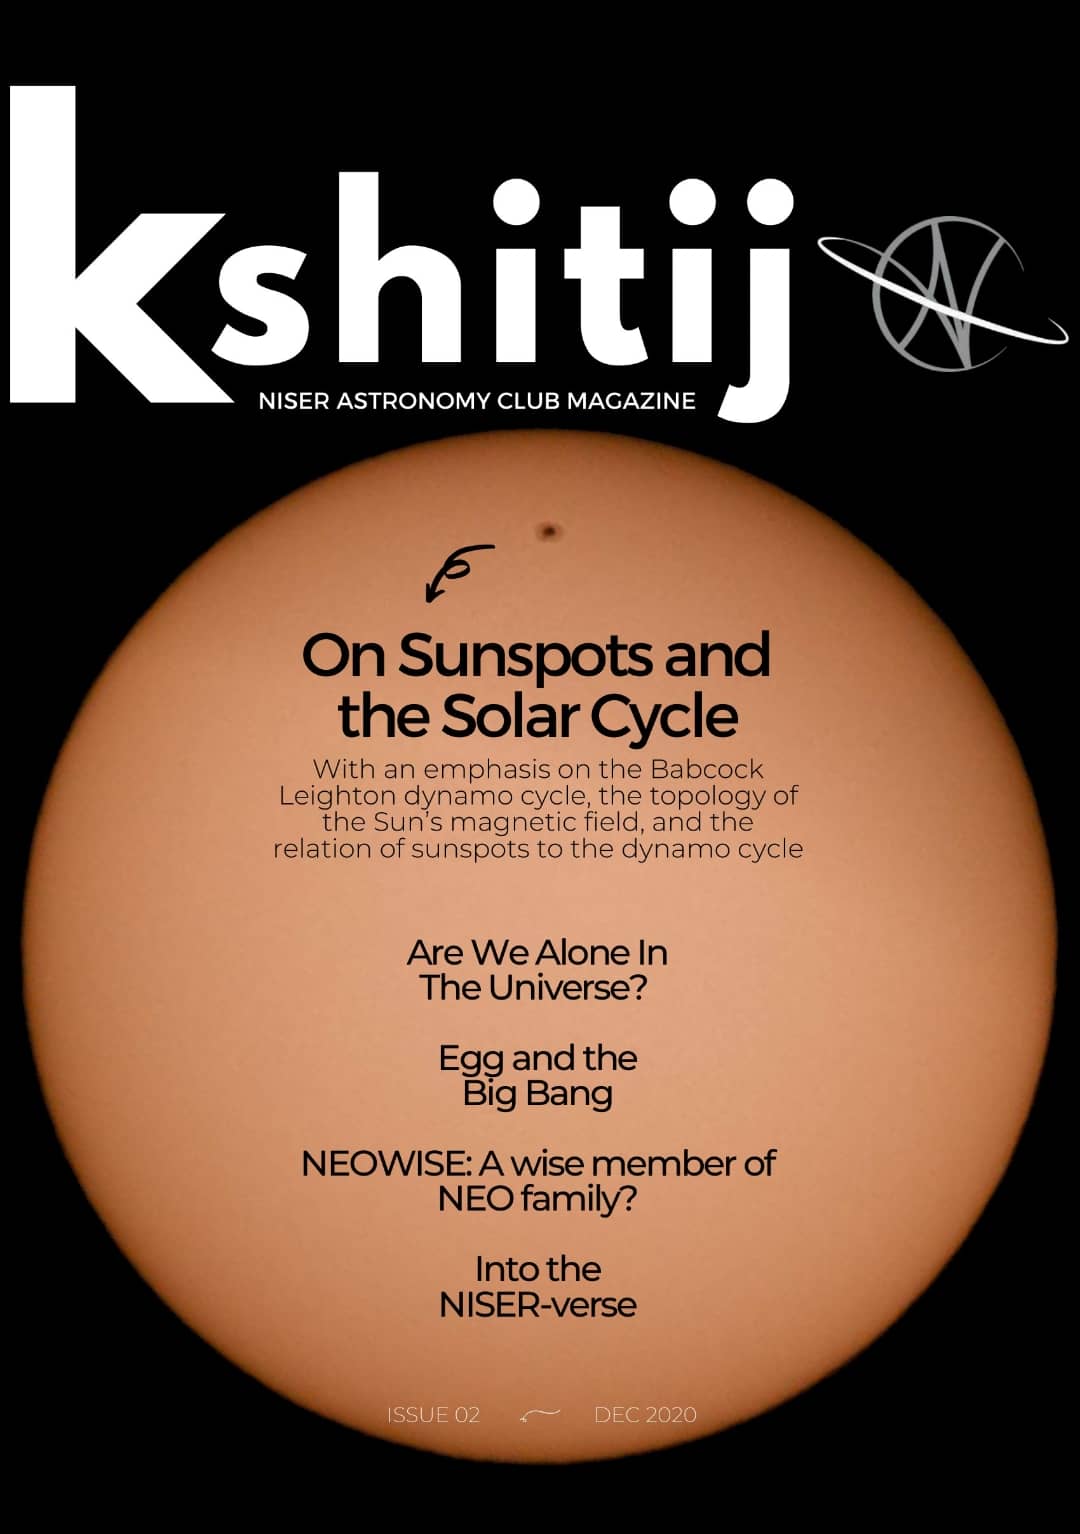 kshitij
NISER ASTRONOMY CLUB MAGAZINE
On Sunspots and
the Solar Cycle
With an emphasis on the Babcock
Leighton dynamo cycle, the topology of
the Sun's magnetic field, and the
relation of sunspots to the dynamo cycle
Are We Alone In
The Universe?
Egg and the
Big Bang
NEOWISE: A wise member of
NEO family?
Into the
NISER-verse
ISSUE 02 DEC 2020